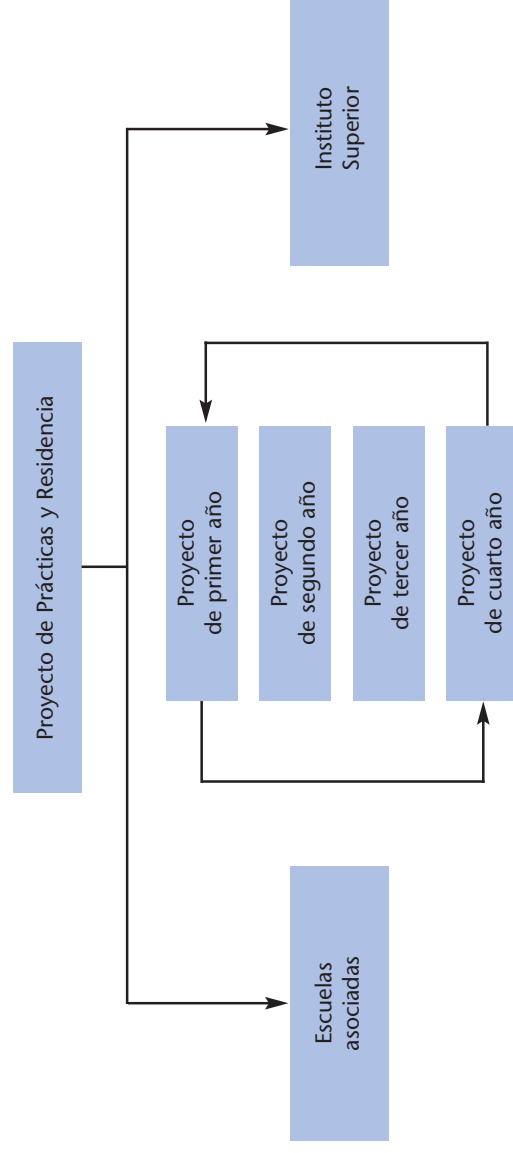 Proyecto de Prácticas y Residencia
Escuelas
asociadas
Proyecto
de primer año
Proyecto
de segundo año
Proyecto
de tercer año
Proyecto
de cuarto año
Instituto
Superior